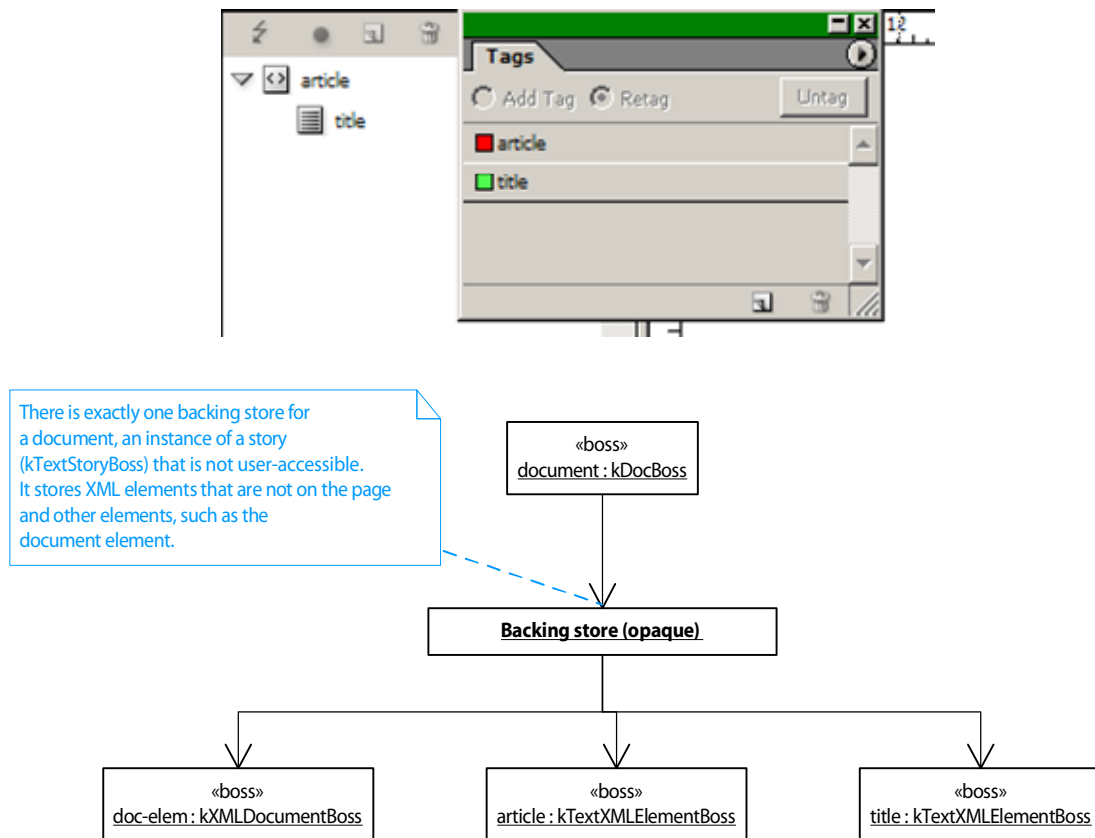 12
Tags
article
Add Tag Retag Untag
title
article
title
There is exactly one backing store for
a document, an instance of a story
(kTextStoryBoss) that is not user-accessible.
It stores XML elements that are not on the page
and other elements, such as the
document element.
«boss»
document : kDocBoss
Backing store (opaque)
«boss»
doc-elem : kXMLDocumentBoss
«boss»
article : kTextXMLElementBoss
«boss»
title : kTextXMLElementBoss